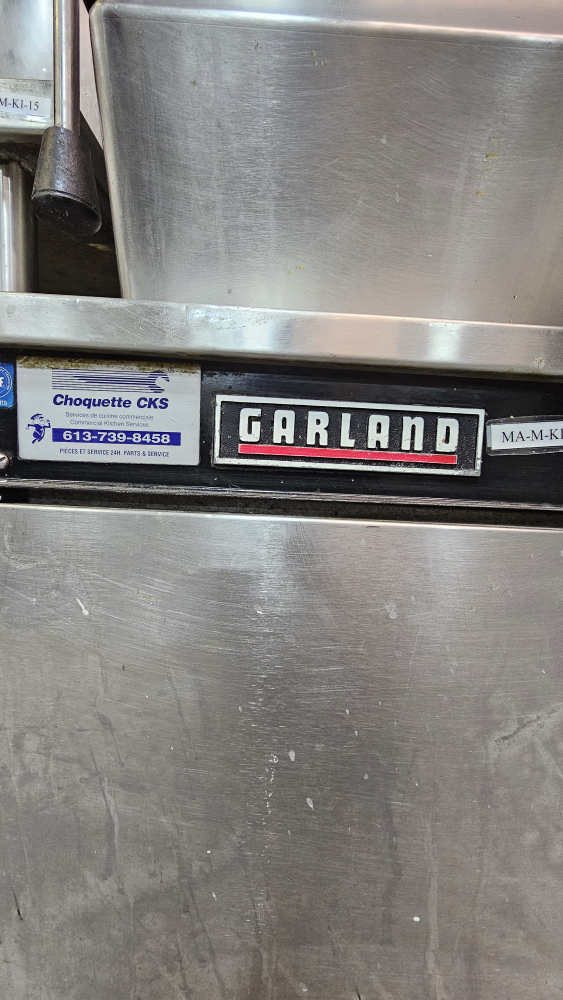 M-KI-15
Choquette CKS
Services de cuisine commerciale
Commercial Kitchen Services
613-739-8458
PIÈCES ET SERVICE 24H. PARTS & SERVICE
GARLAND
MA-M-KI